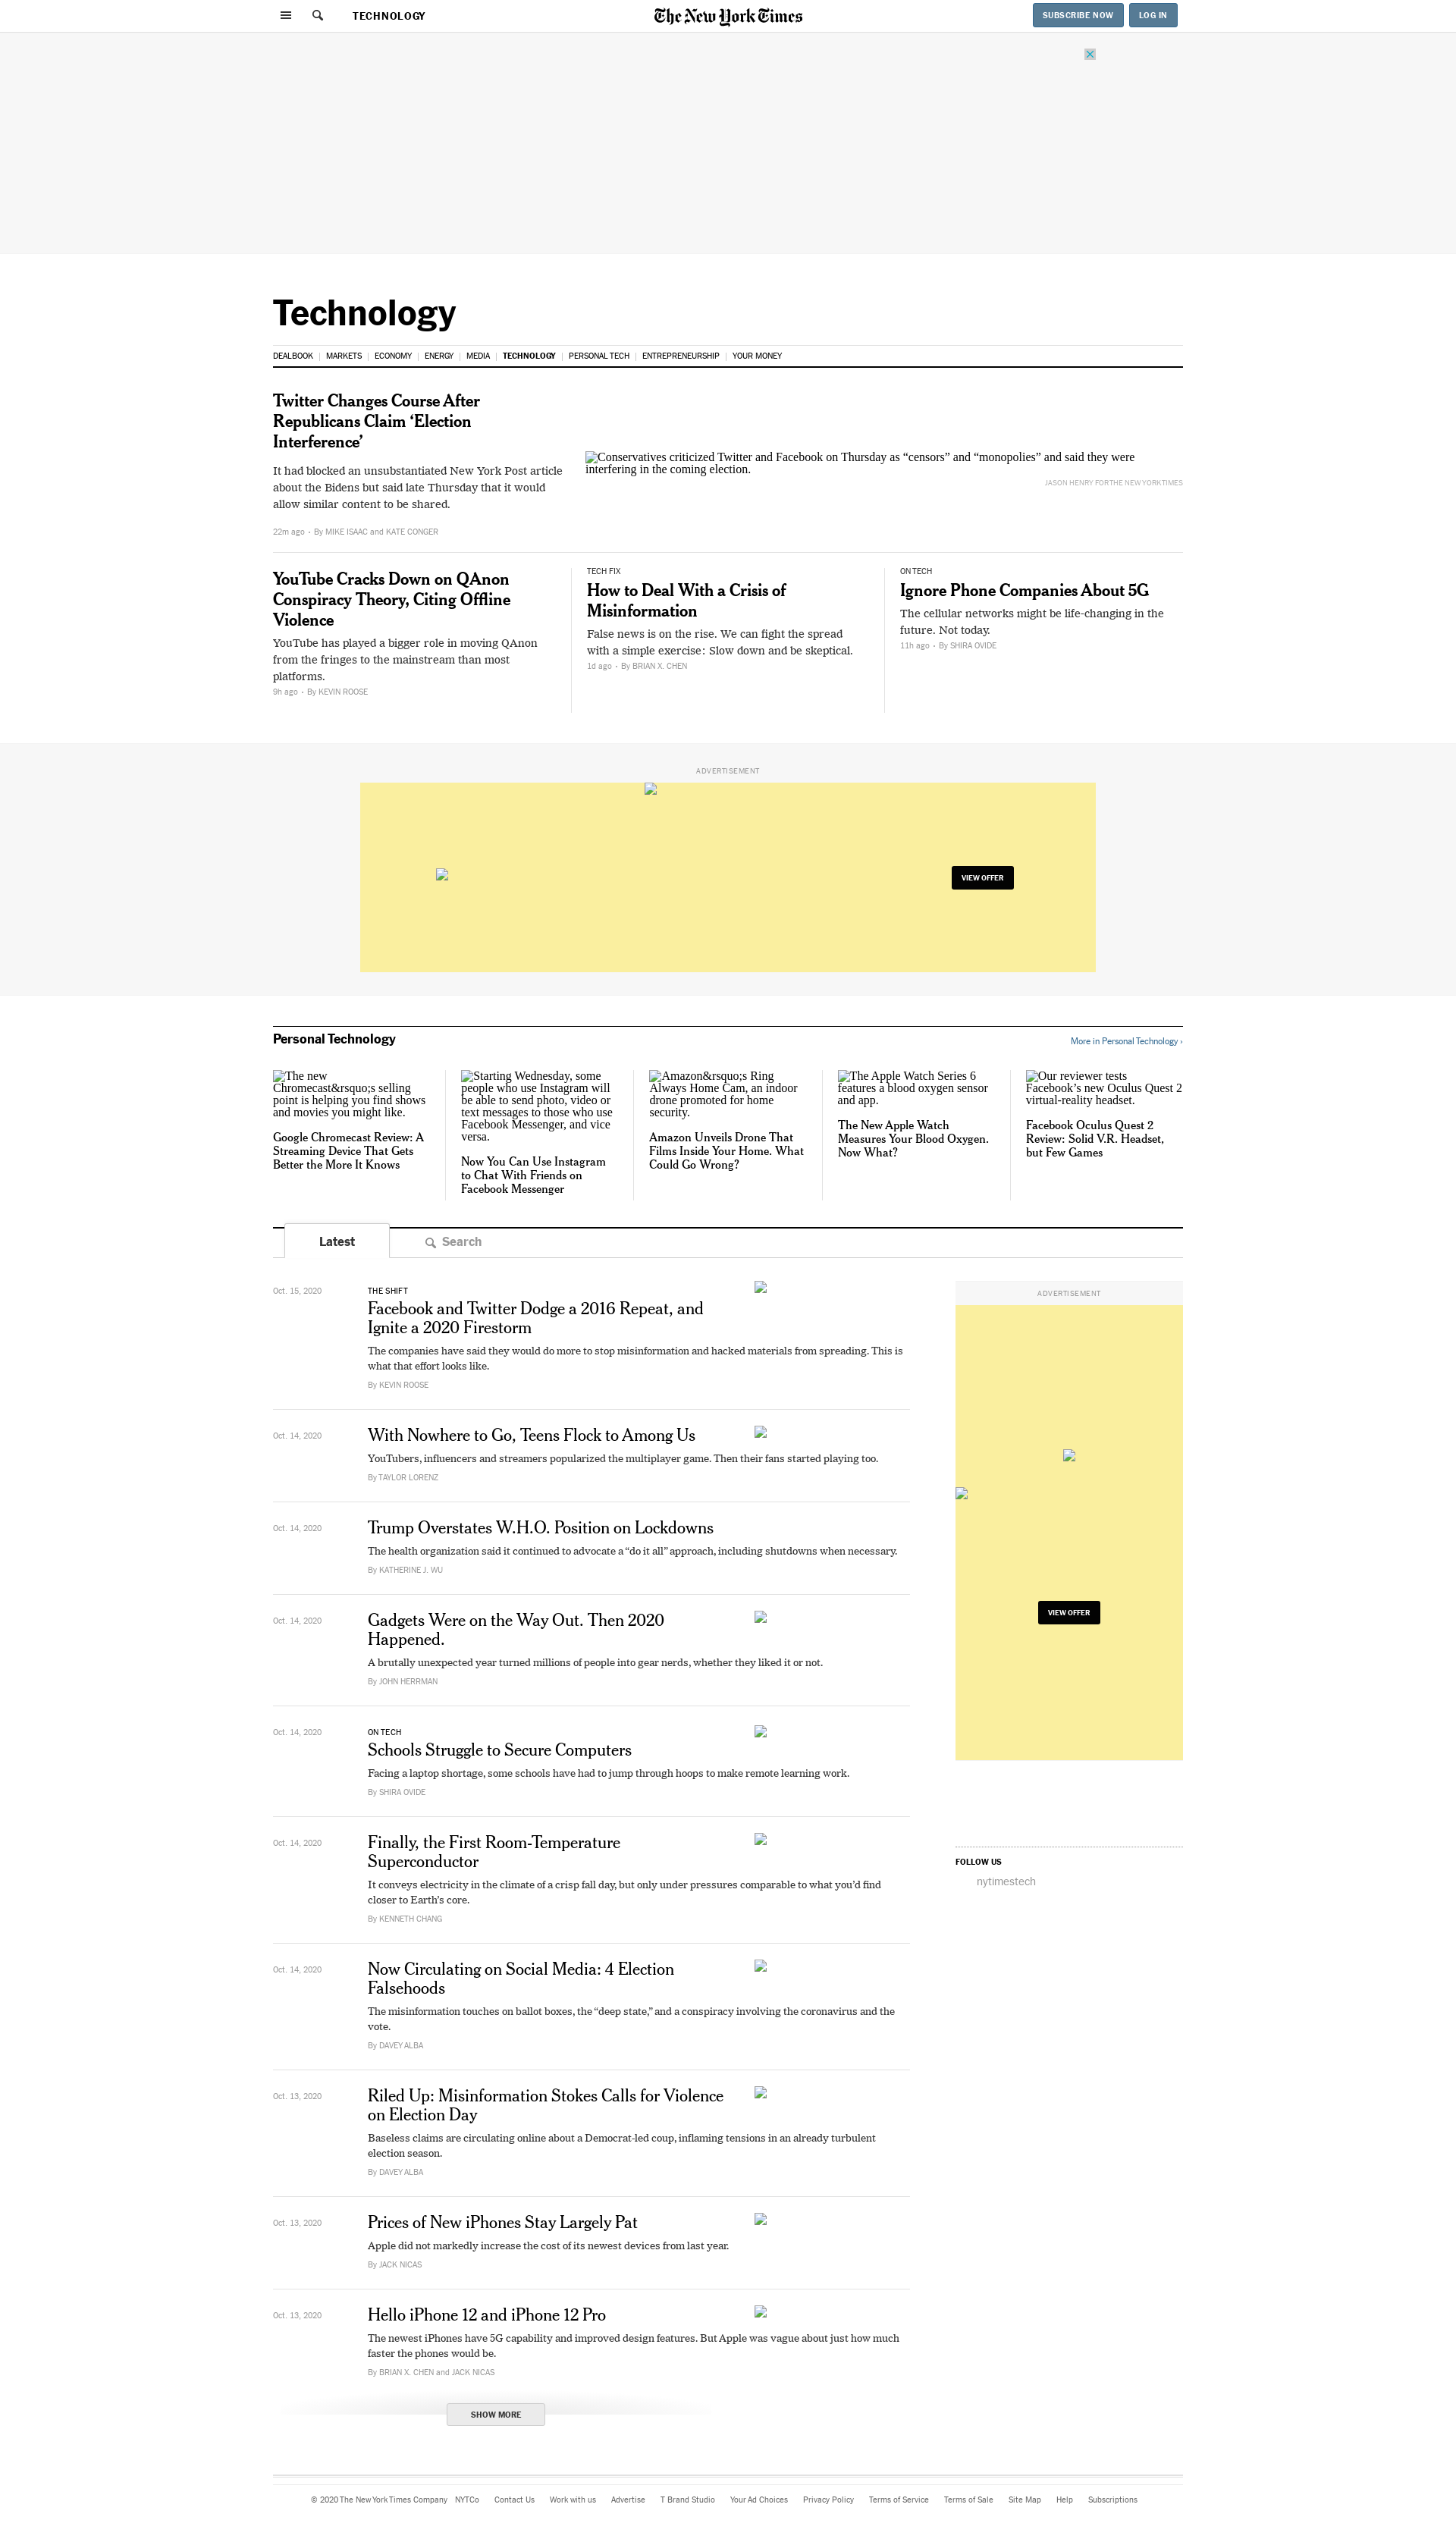 TECHNOLOGY
The New York Times
SUBSCRIBE NOW
LOG IN
Technology
DEALBOOK | MARKETS | ECONOMY | ENERGY | MEDIA | TECHNOLOGY | PERSONAL TECH | ENTREPRENEURSHIP | YOUR MONEY
Twitter Changes Course After
Republicans Claim ‘Election
Interference’
It had blocked an unsubstantiated New York Post article
about the Bidens but said late Thursday that it would
allow similar content to be shared.
22m ago • By MIKE ISAAC and KATE CONGER
Conservatives criticized Twitter and Facebook on Thursday as “censors” and “monopolies” and said they were
interfering in the coming election.
JASON HENRY FOR THE NEW YORK TIMES
YouTube Cracks Down on QAnon
Conspiracy Theory, Citing Offline
Violence
YouTube has played a bigger role in moving QAnon
from the fringes to the mainstream than most
platforms.
9h ago • By KEVIN ROOSE
TECH FIX
How to Deal With a Crisis of
Misinformation
False news is on the rise. We can fight the spread
with a simple exercise: Slow down and be skeptical.
1d ago • By BRIAN X. CHEN
ON TECH
Ignore Phone Companies About 5G
The cellular networks might be life-changing in the
future. Not today.
11h ago • By SHIRA OVIDE
ADVERTISEMENT
VIEW OFFER
Personal Technology
More in Personal Technology ›
The new
Chromecast&rsquo;s selling
point is helping you find shows
and movies you might like.
Google Chromecast Review: A
Streaming Device That Gets
Better the More It Knows
Starting Wednesday, some
people who use Instagram will
be able to send photo, video or
text messages to those who use
Facebook Messenger, and vice
versa.
Now You Can Use Instagram
to Chat With Friends on
Facebook Messenger
Amazon&rsquo;s Ring
Always Home Cam, an indoor
drone promoted for home
security.
Amazon Unveils Drone That
Films Inside Your Home. What
Could Go Wrong?
The Apple Watch Series 6
features a blood oxygen sensor
and app.
The New Apple Watch
Measures Your Blood Oxygen.
Now What?
Our reviewer tests
Facebook’s new Oculus Quest 2
virtual-reality headset.
Facebook Oculus Quest 2
Review: Solid V.R. Headset,
but Few Games
Latest
Search
Oct. 15, 2020
THE SHIFT
Facebook and Twitter Dodge a 2016 Repeat, and
Ignite a 2020 Firestorm
The companies have said they would do more to stop misinformation and hacked materials from spreading. This is
what that effort looks like.
By KEVIN ROOSE
Oct. 14, 2020
With Nowhere to Go, Teens Flock to Among Us
YouTubers, influencers and streamers popularized the multiplayer game. Then their fans started playing too.
By TAYLOR LORENZ
Oct. 14, 2020
Trump Overstates W.H.O. Position on Lockdowns
The health organization said it continued to advocate a “do it all” approach, including shutdowns when necessary.
By KATHERINE J. WU
Oct. 14, 2020
Gadgets Were on the Way Out. Then 2020
Happened.
A brutally unexpected year turned millions of people into gear nerds, whether they liked it or not.
By JOHN HERRMAN
Oct. 14, 2020
ON TECH
Schools Struggle to Secure Computers
Facing a laptop shortage, some schools have had to jump through hoops to make remote learning work.
By SHIRA OVIDE
Oct. 14, 2020
Finally, the First Room-Temperature
Superconductor
It conveys electricity in the climate of a crisp fall day, but only under pressures comparable to what you’d find
closer to Earth’s core.
By KENNETH CHANG
Oct. 14, 2020
Now Circulating on Social Media: 4 Election
Falsehoods
The misinformation touches on ballot boxes, the “deep state,” and a conspiracy involving the coronavirus and the
vote.
By DAVEY ALBA
Oct. 13, 2020
Riled Up: Misinformation Stokes Calls for Violence
on Election Day
Baseless claims are circulating online about a Democrat-led coup, inflaming tensions in an already turbulent
election season.
By DAVEY ALBA
Oct. 13, 2020
Prices of New iPhones Stay Largely Pat
Apple did not markedly increase the cost of its newest devices from last year.
By JACK NICAS
Oct. 13, 2020
Hello iPhone 12 and iPhone 12 Pro
The newest iPhones have 5G capability and improved design features. But Apple was vague about just how much
faster the phones would be.
By BRIAN X. CHEN and JACK NICAS
SHOW MORE
ADVERTISEMENT
VIEW OFFER
FOLLOW US
nytimestech
© 2020 The New York Times Company NYTCo Contact Us Work with us Advertise T Brand Studio Your Ad Choices Privacy Policy Terms of Service Terms of Sale Site Map Help Subscriptions